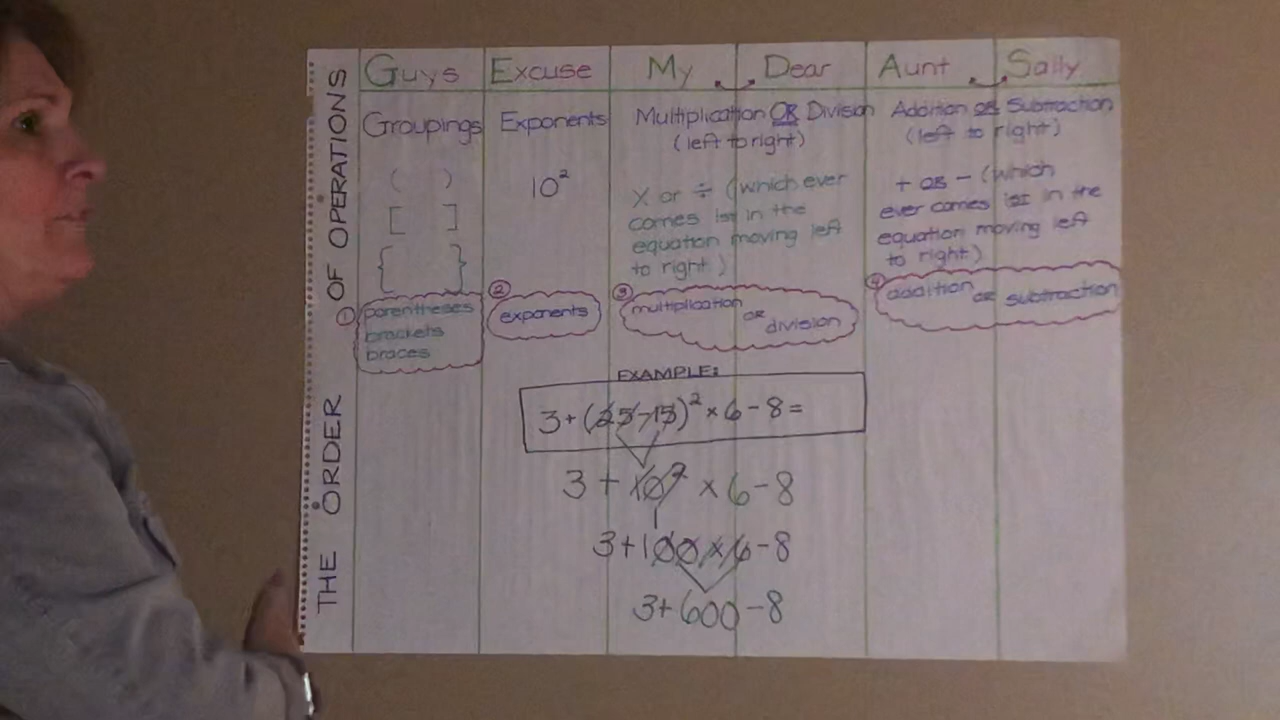 THE ORDER OF OPERATIONS
Guys Excuse My Dear Aunt Sally
Groupings
( )
[ ]
{ }
① parentheses
brackets
braces
Exponents
10²
② exponents
Multiplication OR Division
(left to right)
X or ÷ (which ever
comes 1st in the
equation moving left
to right)
③ multiplication
OR
division
Addition OR Subtraction
(left to right)
+ OR − (which
ever comes 1st in the
equation moving left
to right)
④ addition OR subtraction
EXAMPLE:
3+(25-15)²×6-8=
3+10²×6-8
3+100×6-8
3+600-8